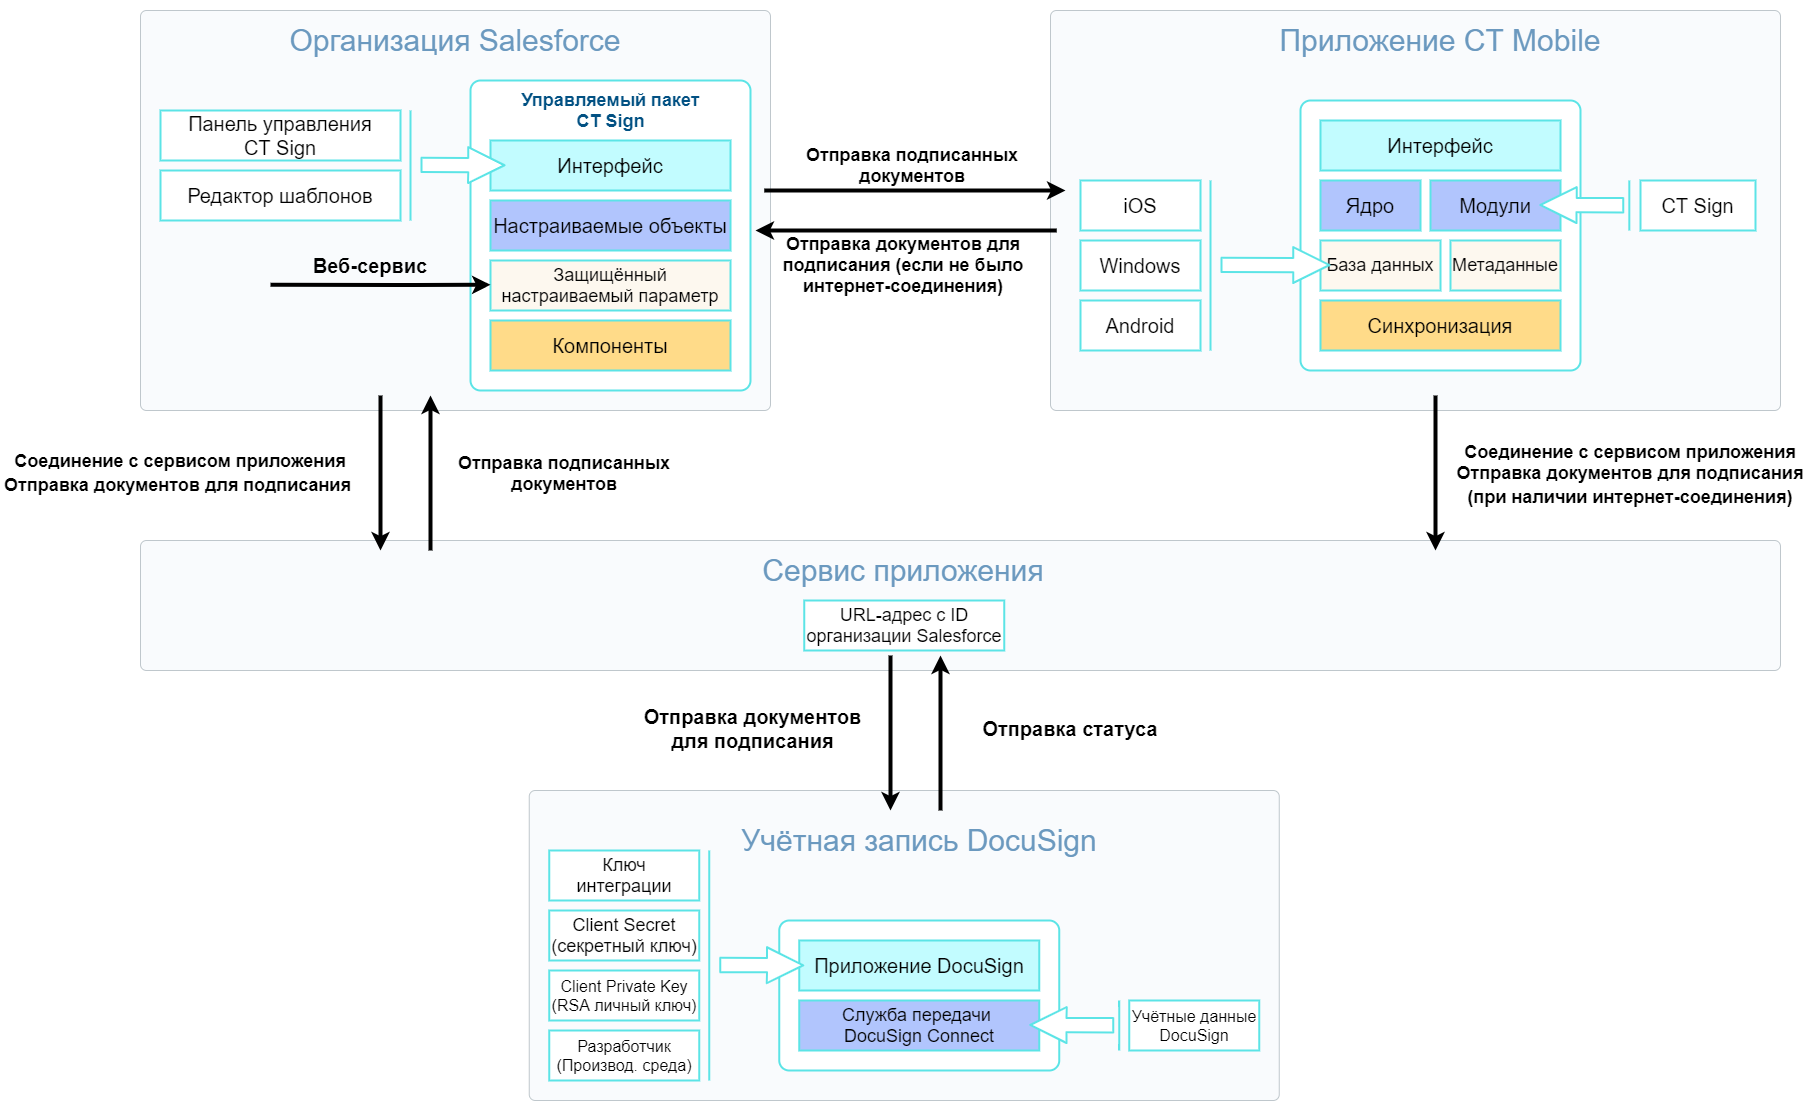 Организация Salesforce
Панель управления
CT Sign
Редактор шаблонов
Веб-сервис
Управляемый пакет
CT Sign
Интерфейс
Настраиваемые объекты
Защищённый
настраиваемый параметр
Компоненты
Отправка подписанных
документов
Отправка документов для
подписания (если не было
интернет-соединения)
Приложение CT Mobile
iOS
Windows
Android
Интерфейс
Ядро
Модули
База данных
Метаданные
Синхронизация
CT Sign
Соединение с сервисом приложения
Отправка документов для подписания
Отправка подписанных
документов
Соединение с сервисом приложения
Отправка документов для подписания
(при наличии интернет-соединения)
Сервис приложения
URL-адрес с ID
организации Salesforce
Отправка документов
для подписания
Отправка статуса
Учётная запись DocuSign
Ключ
интеграции
Client Secret
(секретный ключ)
Client Private Key
(RSA личный ключ)
Разработчик
(Производ. среда)
Приложение DocuSign
Служба передачи
DocuSign Connect
Учётные данные
DocuSign